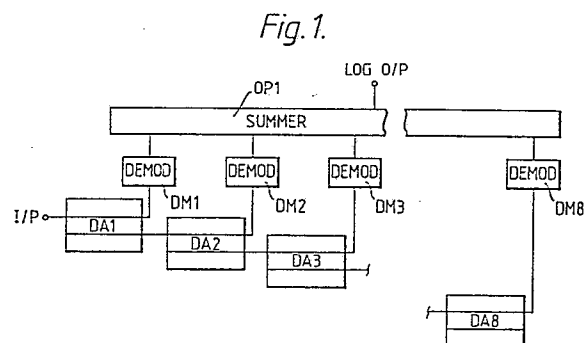 Fig.1.
LOG O/P
OP1
SUMMER
DEMOD DEMOD DEMOD DEMOD
DM1 DM2 DM3 DM8
I/P
DA1
DA2
DA3
DA8